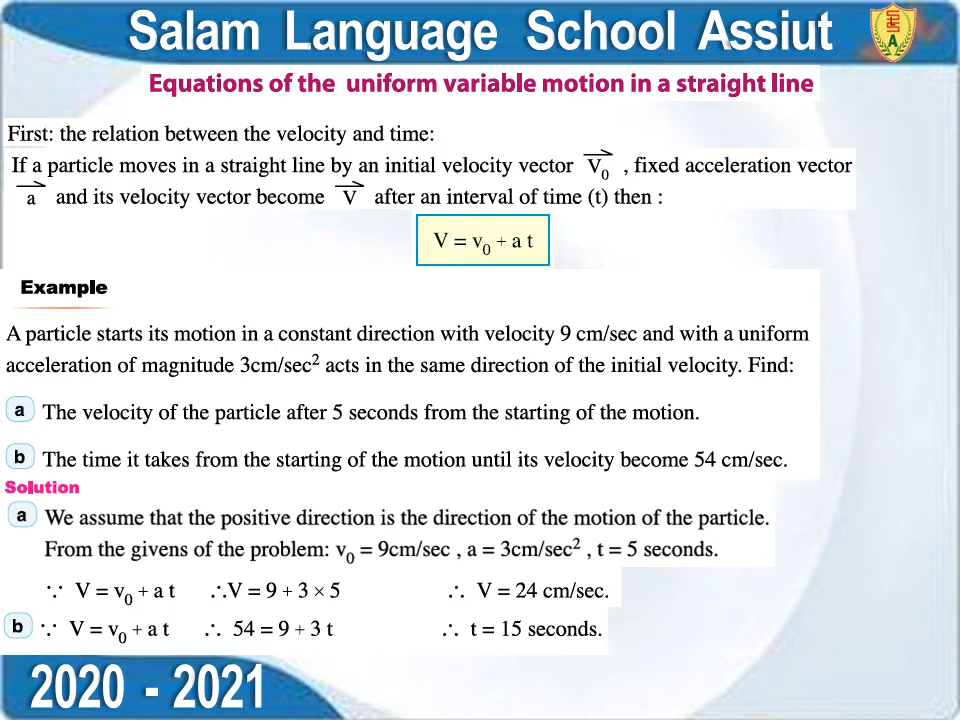 Salam Language School Assiut
Equations of the uniform variable motion in a straight line
First: the relation between the velocity and time:
If a particle moves in a straight line by an initial velocity vector V₀ , fixed acceleration vector
a and its velocity vector become V after an interval of time (t) then :
V = v₀ + a t
Example
A particle starts its motion in a constant direction with velocity 9 cm/sec and with a uniform
acceleration of magnitude 3cm/sec² acts in the same direction of the initial velocity. Find:
a The velocity of the particle after 5 seconds from the starting of the motion.
b The time it takes from the starting of the motion until its velocity become 54 cm/sec.
Solution
a We assume that the positive direction is the direction of the motion of the particle.
From the givens of the problem: v₀ = 9cm/sec , a = 3cm/sec² , t = 5 seconds.
∵ V = v₀ + a t ∴V = 9 + 3 × 5 ∴ V = 24 cm/sec.
b ∵ V = v₀ + a t ∴ 54 = 9 + 3 t ∴ t = 15 seconds.
2020 - 2021